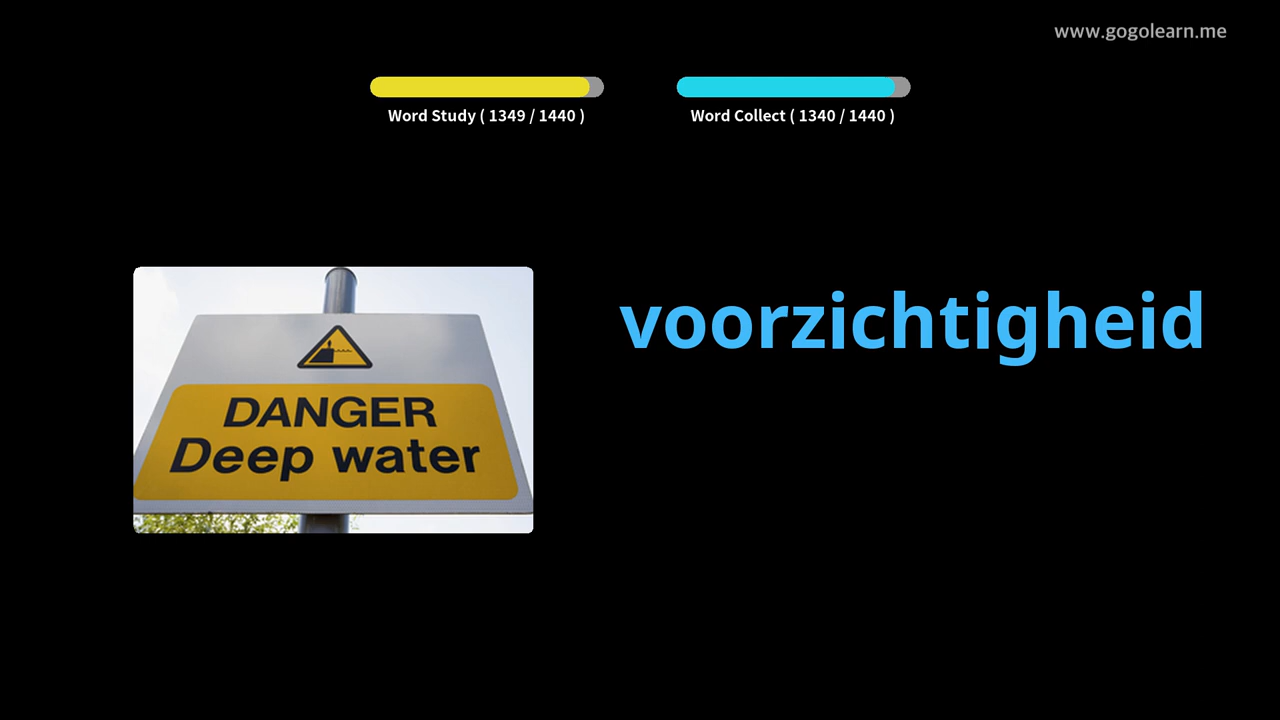 www.gogolearn.me
Word Study ( 1349 / 1440 )
Word Collect ( 1340 / 1440 )
voorzichtigheid
DANGER
Deep water